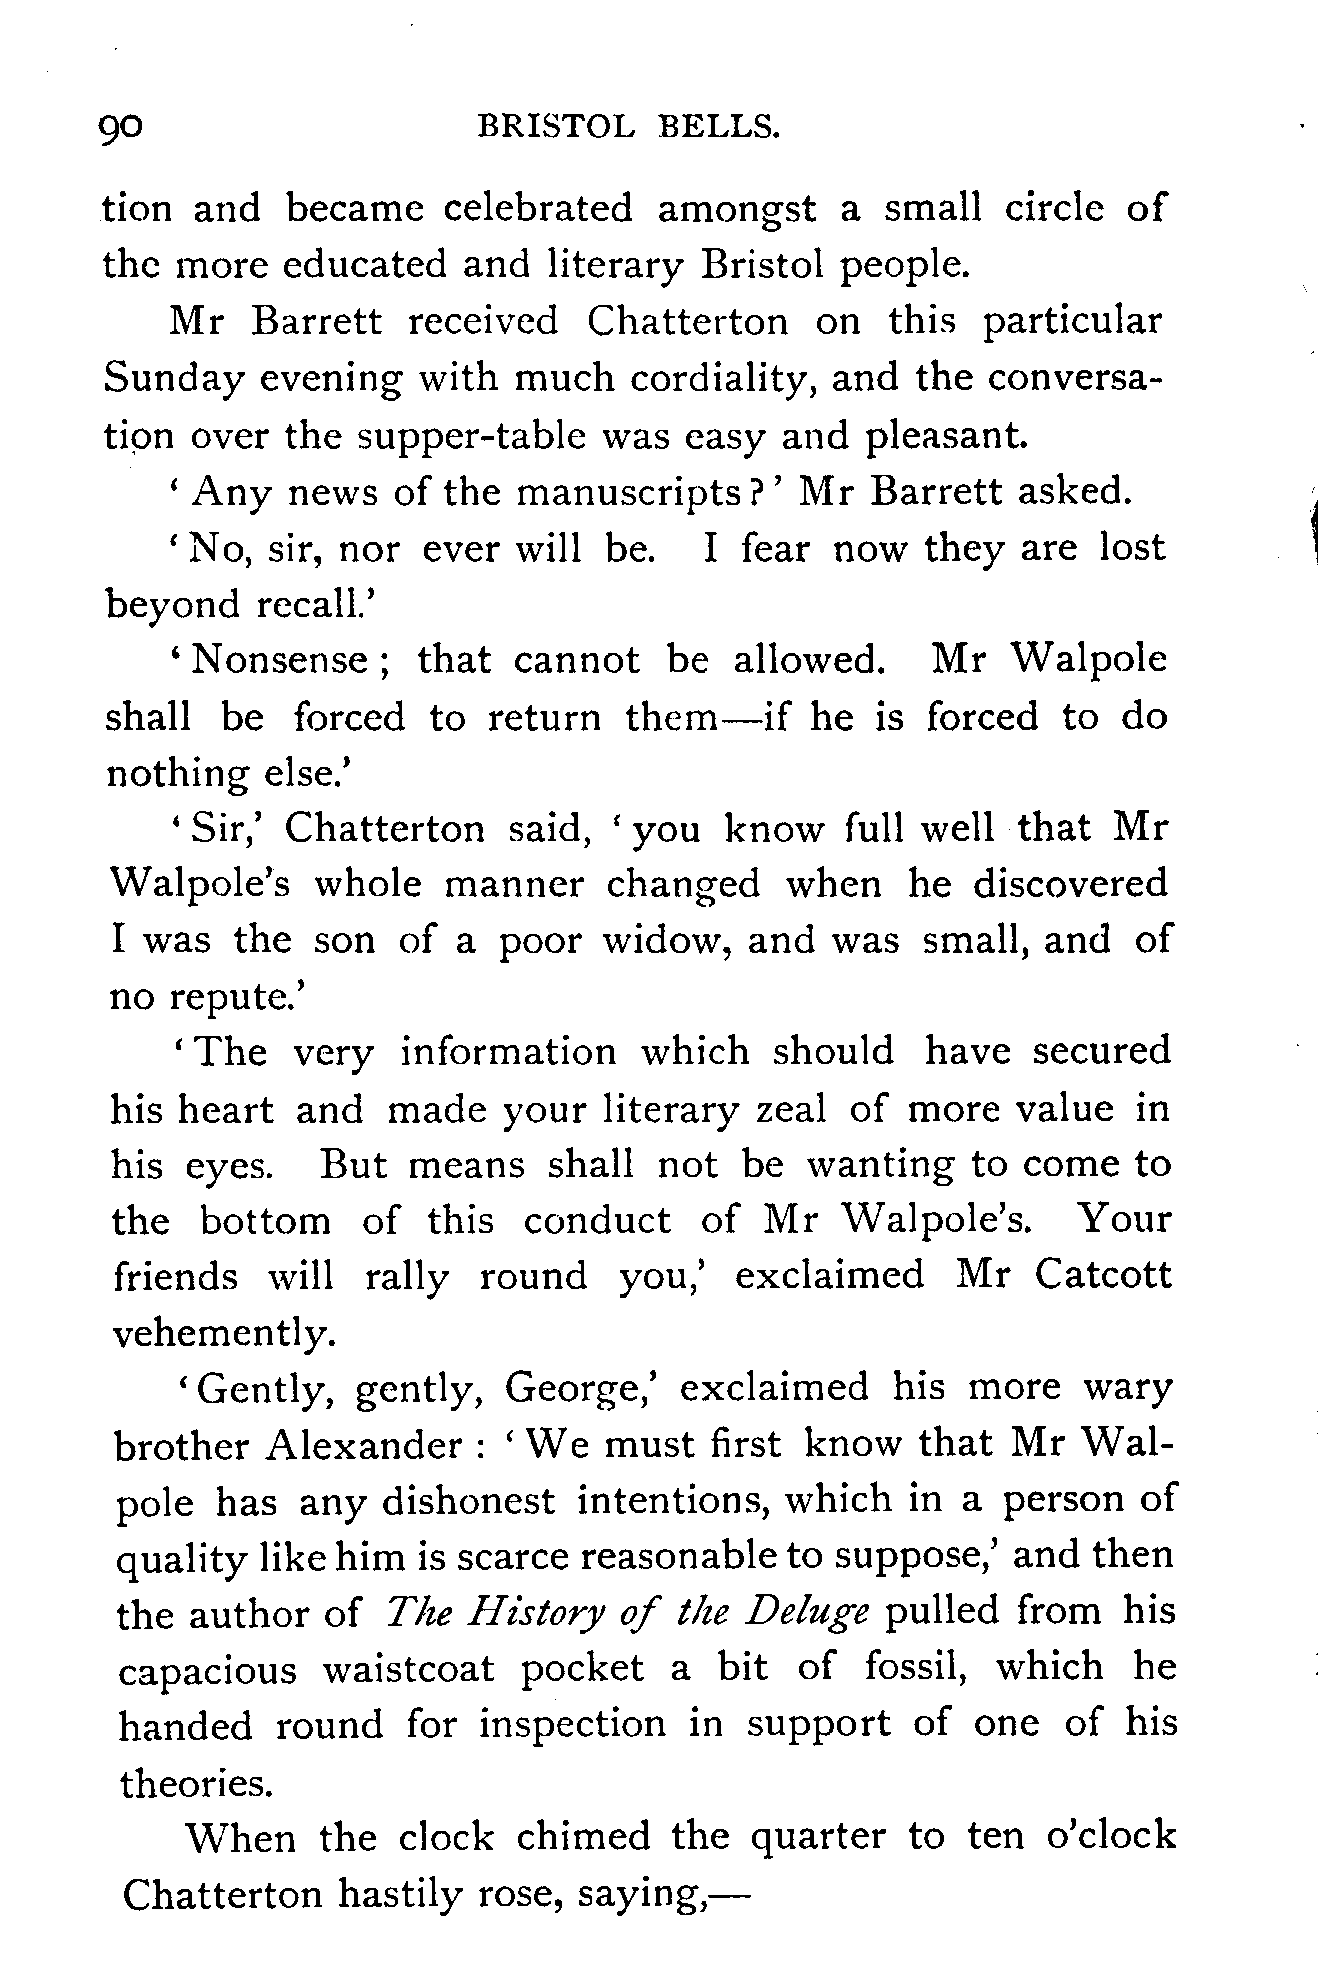 90 BRISTOL BELLS.
tion and became celebrated amongst a small circle of
the more educated and literary Bristol people.
Mr Barrett received Chatterton on this particular
Sunday evening with much cordiality, and the conversa-
tion over the supper-table was easy and pleasant.
‘ Any news of the manuscripts ? ’ Mr Barrett asked.
‘ No, sir, nor ever will be. I fear now they are lost
beyond recall.’
‘ Nonsense ; that cannot be allowed. Mr Walpole
shall be forced to return them—if he is forced to do
nothing else.’
‘ Sir,’ Chatterton said, ‘ you know full well that Mr
Walpole’s whole manner changed when he discovered
I was the son of a poor widow, and was small, and of
no repute.’
‘ The very information which should have secured
his heart and made your literary zeal of more value in
his eyes. But means shall not be wanting to come to
the bottom of this conduct of Mr Walpole’s. Your
friends will rally round you,’ exclaimed Mr Catcott
vehemently.
‘ Gently, gently, George,’ exclaimed his more wary
brother Alexander : ‘ We must first know that Mr Wal-
pole has any dishonest intentions, which in a person of
quality like him is scarce reasonable to suppose,’ and then
the author of The History of the Deluge pulled from his
capacious waistcoat pocket a bit of fossil, which he
handed round for inspection in support of one of his
theories.
When the clock chimed the quarter to ten o’clock
Chatterton hastily rose, saying,—